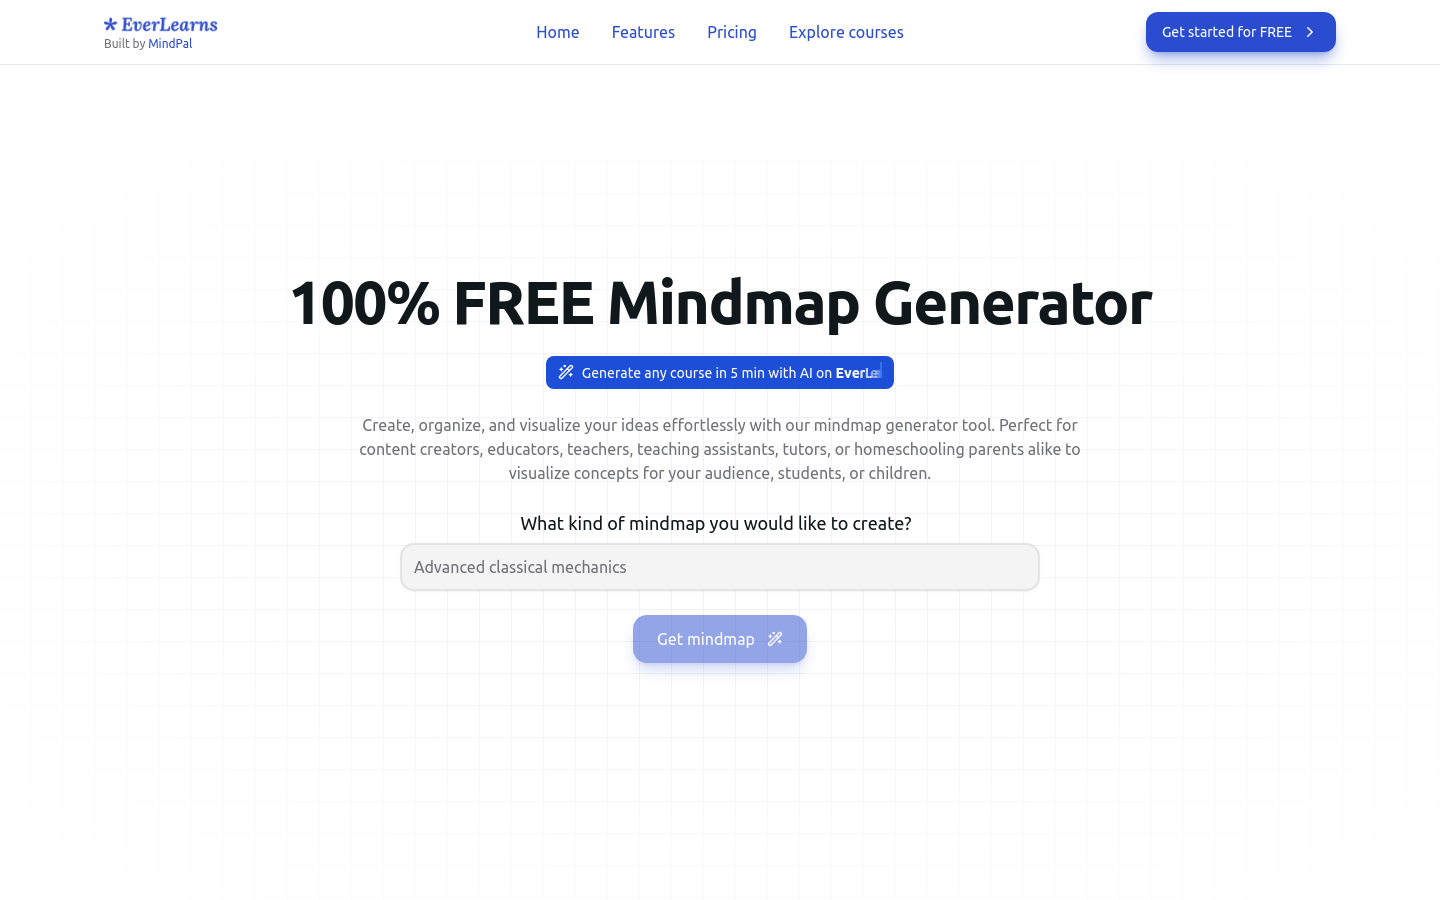 EverLearns
Built by MindPal
Home
Features
Pricing
Explore courses
Get started for FREE
100% FREE Mindmap Generator
Generate any course in 5 min with AI on
Create, organize, and visualize your ideas effortlessly with our mindmap generator tool. Perfect for
content creators, educators, teachers, teaching assistants, tutors, or homeschooling parents alike to
visualize concepts for your audience, students, or children.
What kind of mindmap you would like to create?
Advanced classical mechanics
Get mindmap